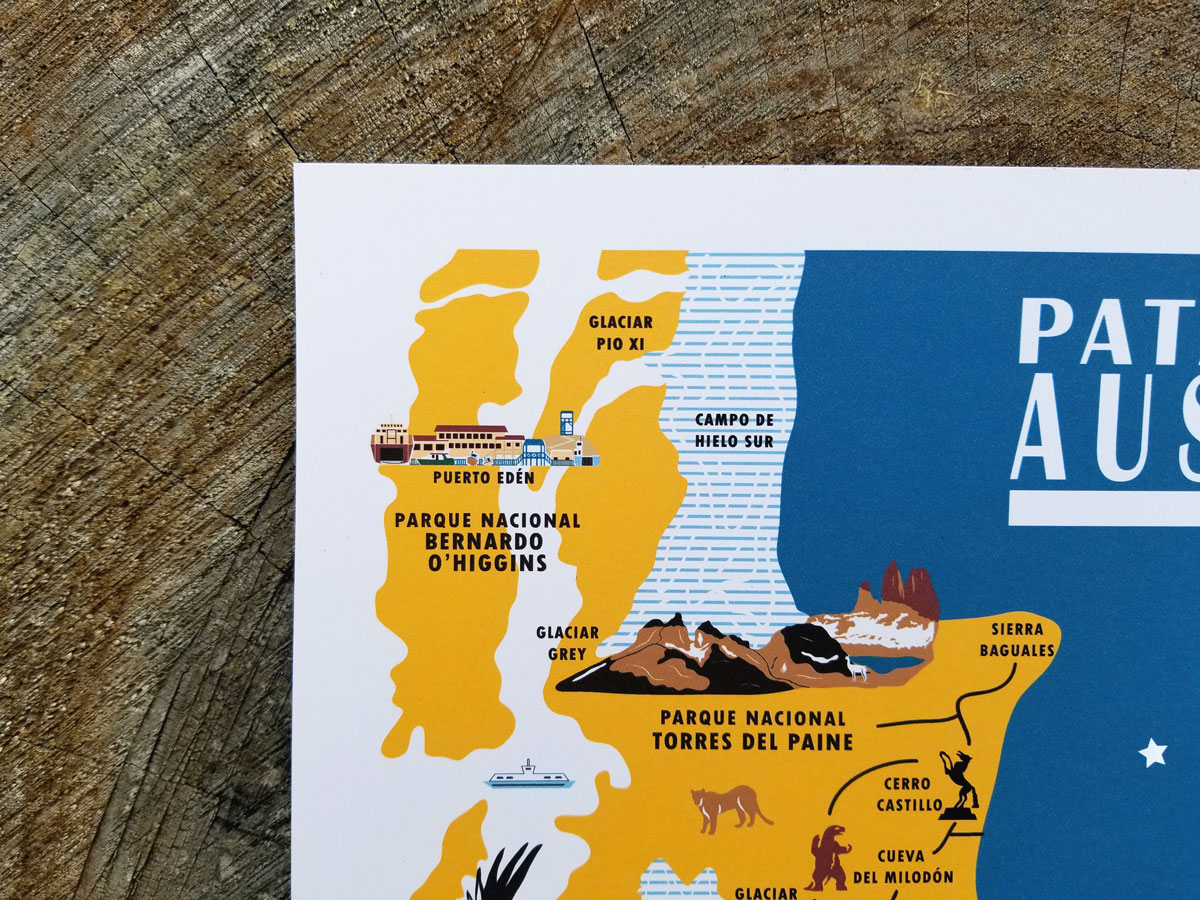 GLACIAR
PIO XI
CAMPO DE
HIELO SUR
PAT
AUS
PUERTO EDÉN
PARQUE NACIONAL
BERNARDO
O'HIGGINS
GLACIAR
GREY
SIERRA
BAGUALES
PARQUE NACIONAL
TORRES DEL PAINE
CERRO
CASTILLO
CUEVA
DEL MILODÓN
GLACIAR